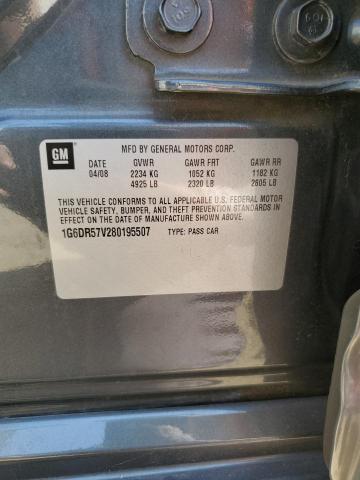 GM
MFD BY GENERAL MOTORS CORP.
DATE GVWR GAWR FRT GAWR RR
04/08 2234 KG 1052 KG 1182 KG
4925 LB 2320 LB 2605 LB
THIS VEHICLE CONFORMS TO ALL APPLICABLE U.S. FEDERAL MOTOR
VEHICLE SAFETY, BUMPER, AND THEFT PREVENTION STANDARDS IN
EFFECT ON THE DATE OF MANUFACTURE SHOWN ABOVE.
1G6DR57V280195507 TYPE: PASS CAR